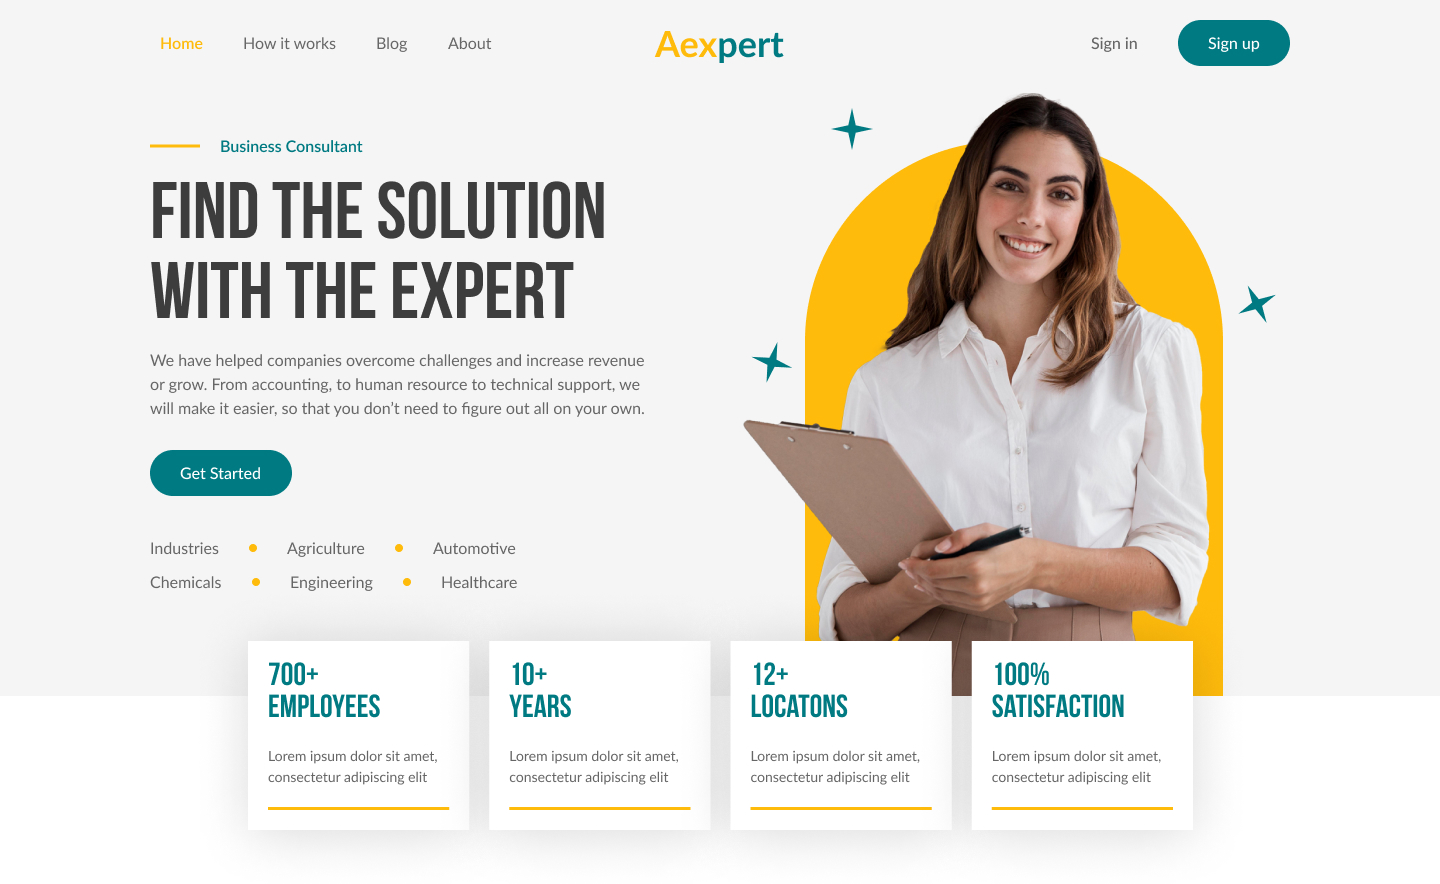 Home How it works Blog About Aexpert Sign in Sign up
Business Consultant
FIND THE SOLUTION
WITH THE EXPERT
We have helped companies overcome challenges and increase revenue
or grow. From accounting, to human resource to technical support, we
will make it easier, so that you don’t need to figure out all on your own.
Get Started
Industries Agriculture Automotive
Chemicals Engineering Healthcare
700+
EMPLOYEES
Lorem ipsum dolor sit amet,
consectetur adipiscing elit
10+
YEARS
Lorem ipsum dolor sit amet,
consectetur adipiscing elit
12+
LOCATONS
Lorem ipsum dolor sit amet,
consectetur adipiscing elit
100%
SATISFACTION
Lorem ipsum dolor sit amet,
consectetur adipiscing elit